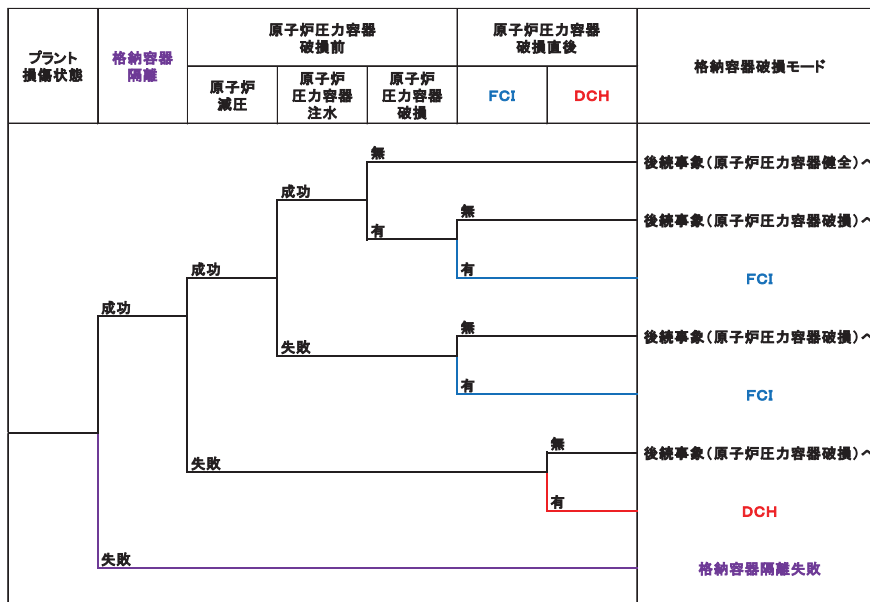 プラント
損傷状態
格納容器
隔離
原子炉圧力容器
破損前
原子炉圧力容器
破損直後
格納容器破損モード
原子炉
減圧
原子炉
圧力容器
注水
原子炉
圧力容器
破損
FCI
DCH
無
後続事象(原子炉圧力容器健全)へ
成功
無
後続事象(原子炉圧力容器破損)へ
有
成功
有
FCI
成功
無
後続事象(原子炉圧力容器破損)へ
失敗
有
FCI
無
後続事象(原子炉圧力容器破損)へ
失敗
有
DCH
失敗
格納容器隔離失敗